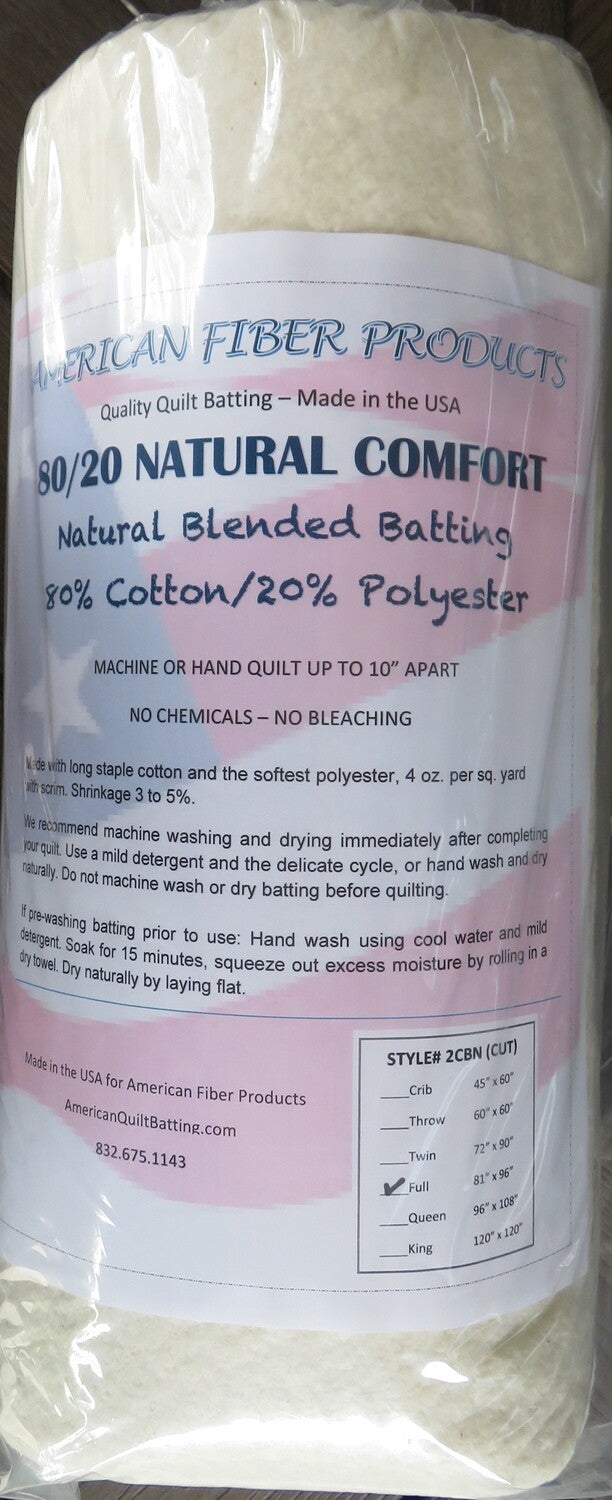 AMERICAN FIBER PRODUCTS
Quality Quilt Batting – Made in the USA
80/20 NATURAL COMFORT
Natural Blended Batting
80% Cotton/20% Polyester
MACHINE OR HAND QUILT UP TO 10” APART
NO CHEMICALS – NO BLEACHING
Made with long staple cotton and the softest polyester, 4 oz. per sq. yard
with scrim. Shrinkage 3 to 5%.
We recommend machine washing and drying immediately after completing
your quilt. Use a mild detergent and the delicate cycle, or hand wash and dry
naturally. Do not machine wash or dry batting before quilting.
If pre-washing batting prior to use: Hand wash using cool water and mild
detergent. Soak for 15 minutes, squeeze out excess moisture by rolling in a
dry towel. Dry naturally by laying flat.
Made in the USA for American Fiber Products
AmericanQuiltBatting.com
832.675.1143
STYLE# 2CBN (CUT)
____Crib 45” x 60”
____Throw 60” x 60”
____Twin 72” x 90”
✔Full 81” x 96”
____Queen 96” x 108”
____King 120” x 120”